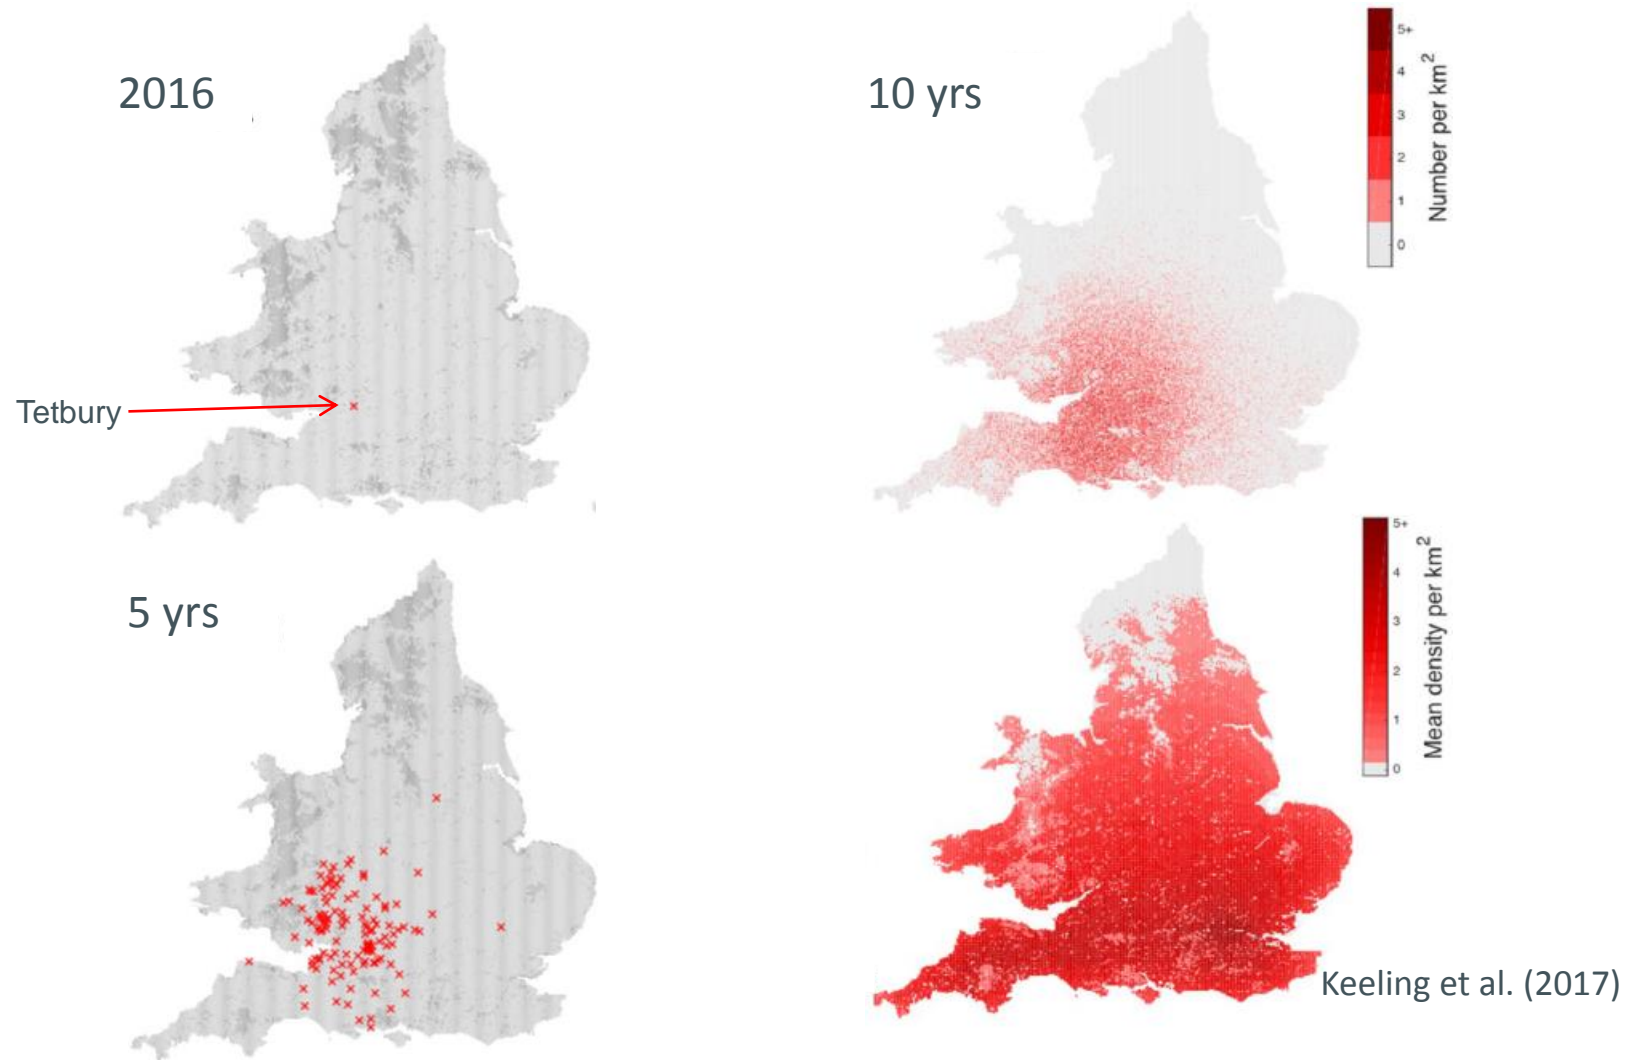 2016
Tetbury
10 yrs
5+
4
3
2
1
0
Number per km2
5 yrs
5+
4
3
2
1
0
Mean density per km2
Keeling et al. (2017)